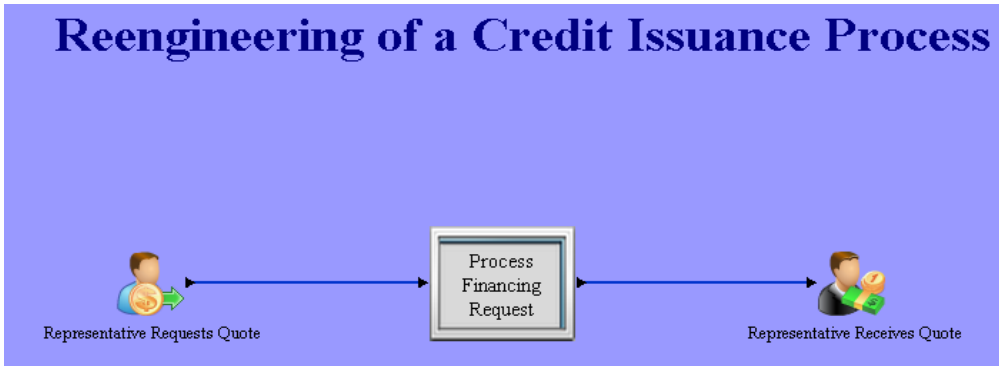 Reengineering of a Credit Issuance Process
Process
Financing
Request
Representative Requests Quote
Representative Receives Quote